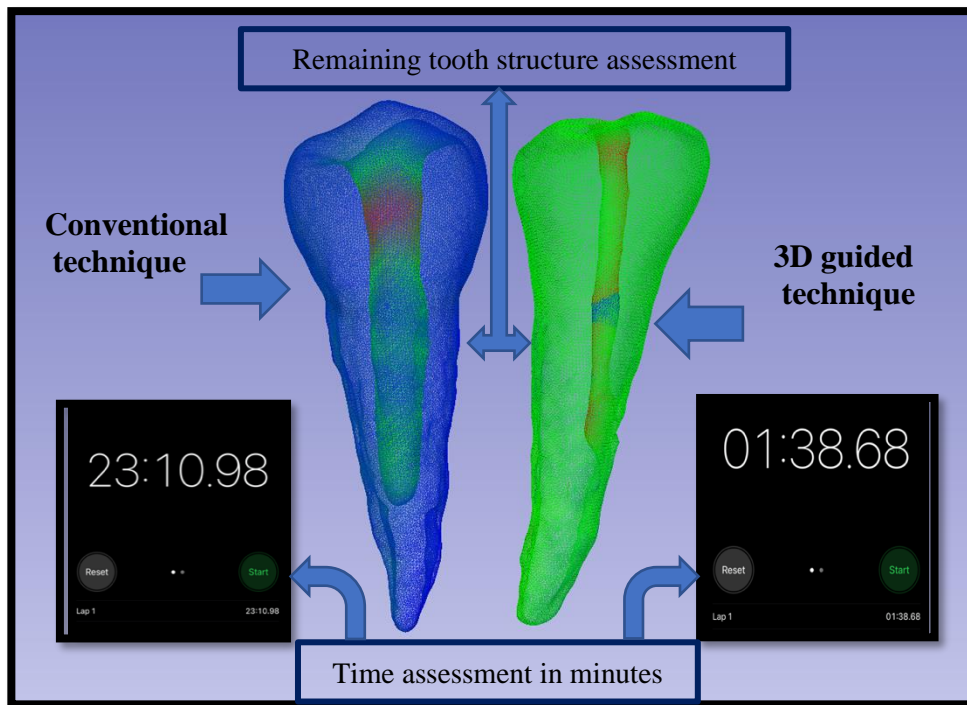 Remaining tooth structure assessment
Conventional
technique
3D guided
technique
23:10.98
Reset
Start
Lap 1
23:10.98
01:38.68
Reset
Start
Lap 1
01:38.68
Time assessment in minutes